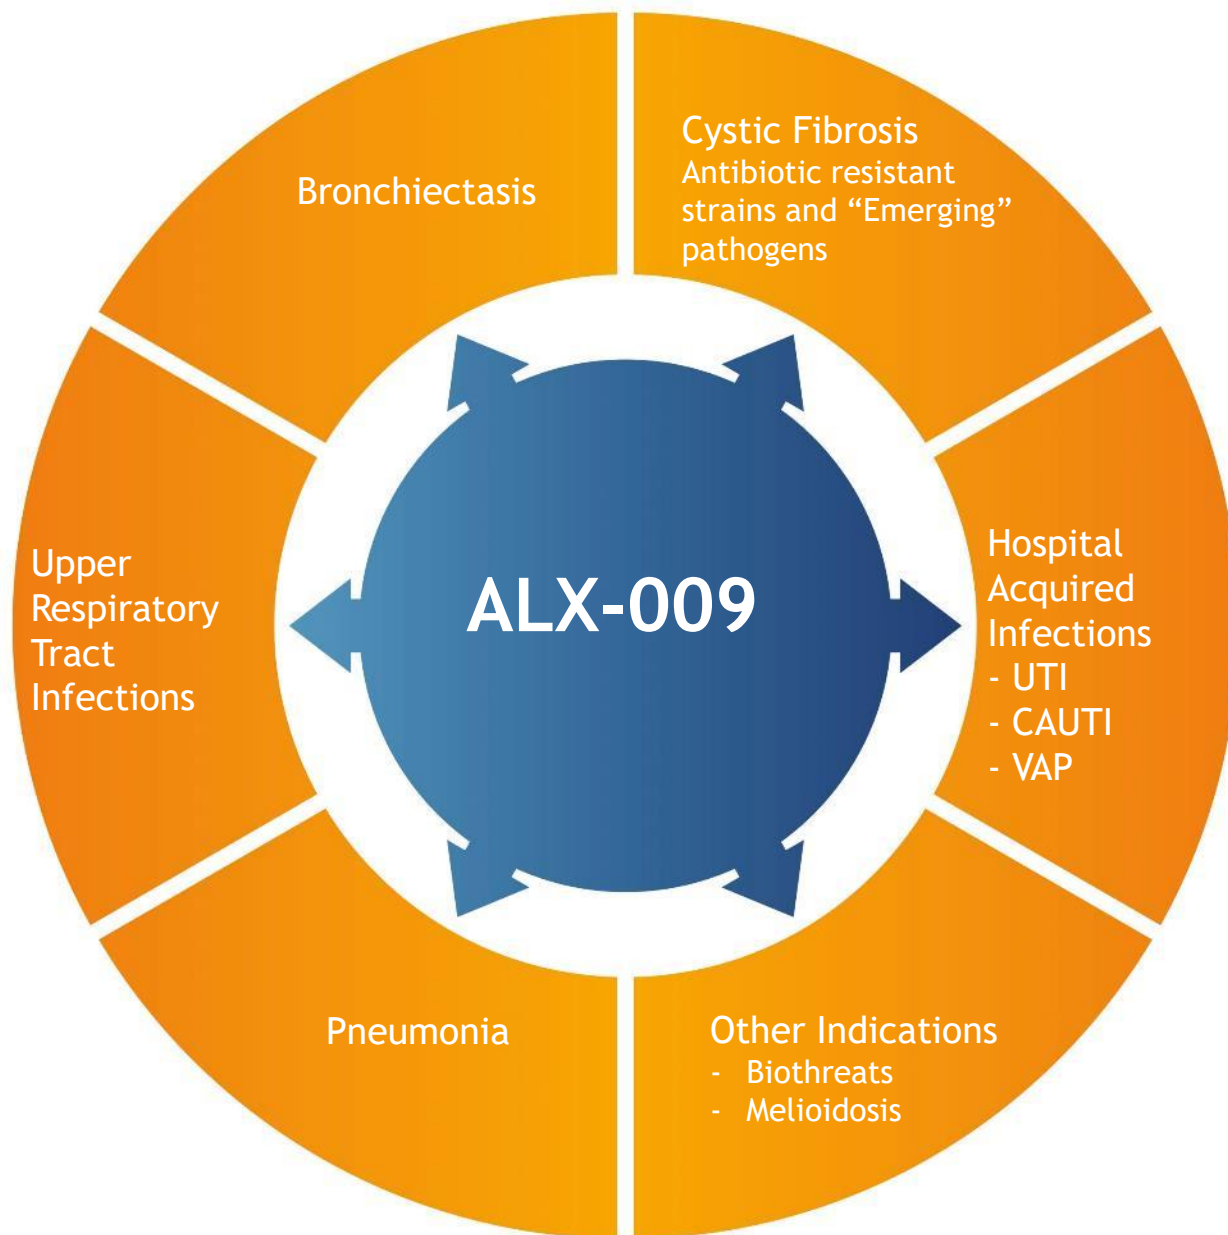 Cystic Fibrosis
Antibiotic resistant
strains and “Emerging”
pathogens
Bronchiectasis
Hospital
Acquired
Infections
- UTI
- CAUTI
- VAP
Upper
Respiratory
Tract
Infections
ALX-009
Pneumonia
Other Indications
- Biothreats
- Melioidosis